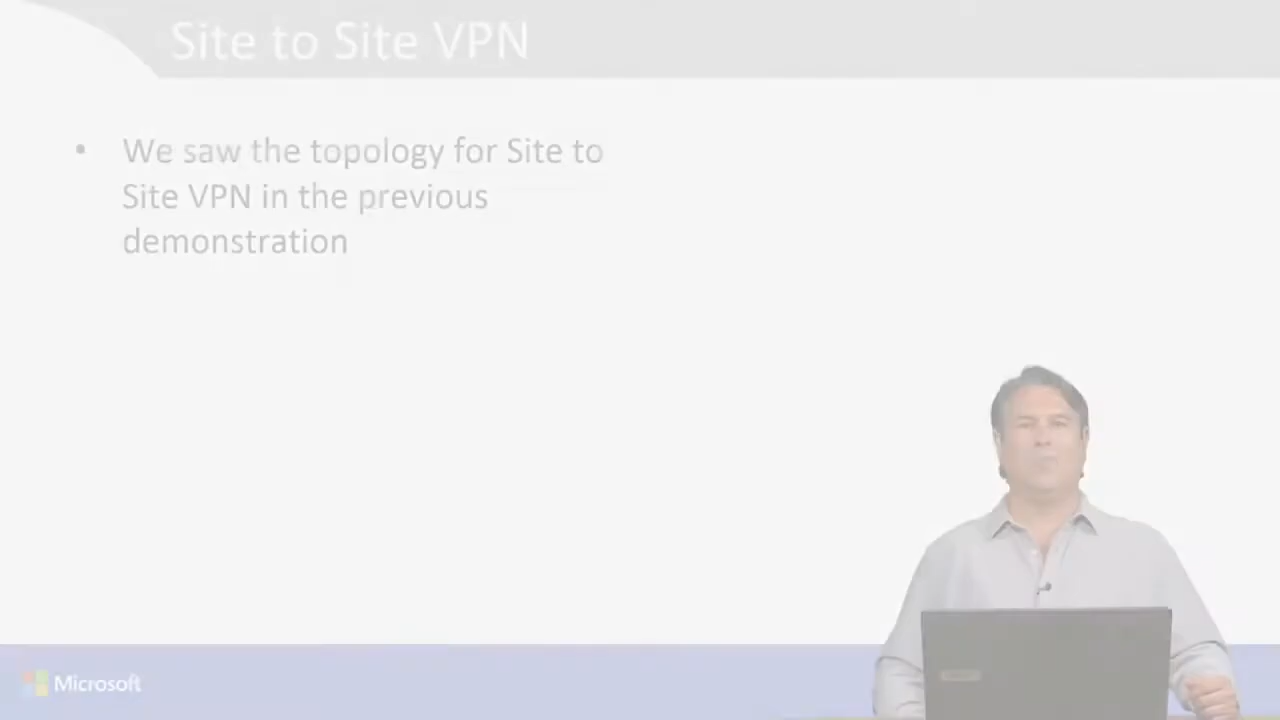 Site to Site VPN
• We saw the topology for Site to
Site VPN in the previous
demonstration
Microsoft